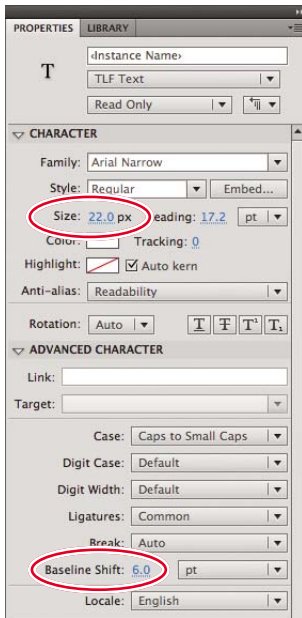 PROPERTIES LIBRARY
T <Instance Name>
TLF Text
Read Only
CHARACTER
Family: Arial Narrow
Style: Regular Embed...
Size: 22.0 px eading: 17.2 pt
Color: Tracking: 0
Highlight: Auto kern
Anti-alias: Readability
Rotation: Auto T T T¹ T₁
ADVANCED CHARACTER
Link:
Target:
Case: Caps to Small Caps
Digit Case: Default
Digit Width: Default
Ligatures: Common
Break: Auto
Baseline Shift: 6.0 pt
Locale: English